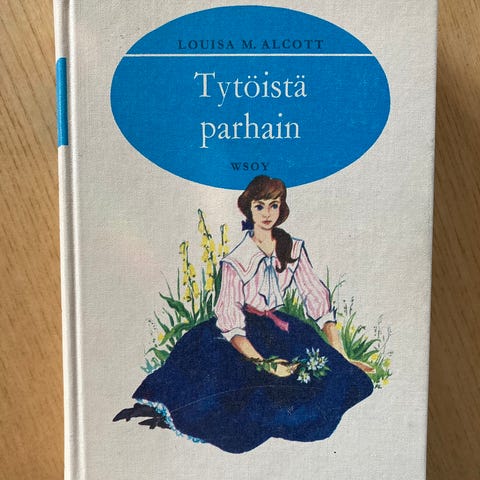 LOUISA M. ALCOTT
Tytöistä
parhain
WSOY